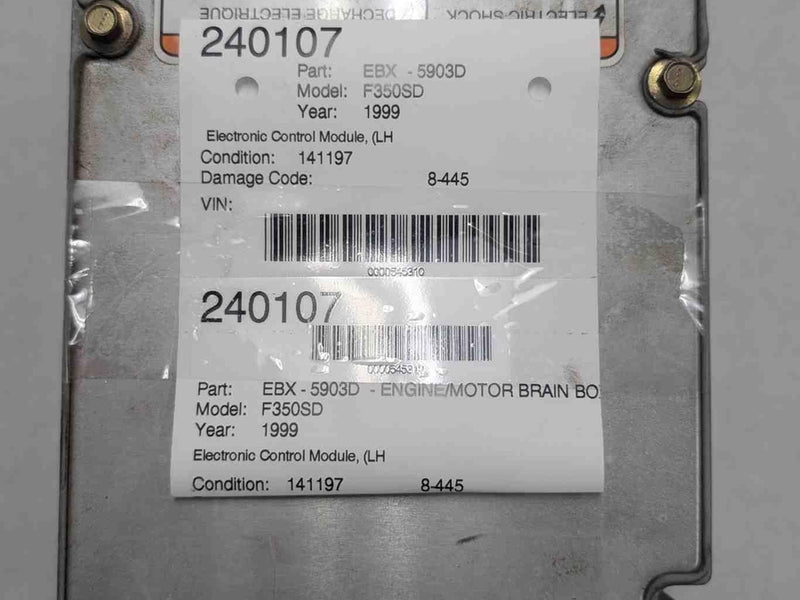 ELECTRIC SHOCK
DECHARGE ELECTRIQUE
240107
Part: EBX - 5903D
Model: F350SD
Year: 1999
Electronic Control Module, (LH
Condition: 141197
Damage Code: 8-445
VIN:
0000545310
240107
Part: EBX - 5903D - ENGINE/MOTOR BRAIN BO
Model: F350SD
Year: 1999
Electronic Control Module, (LH
Condition: 141197 8-445